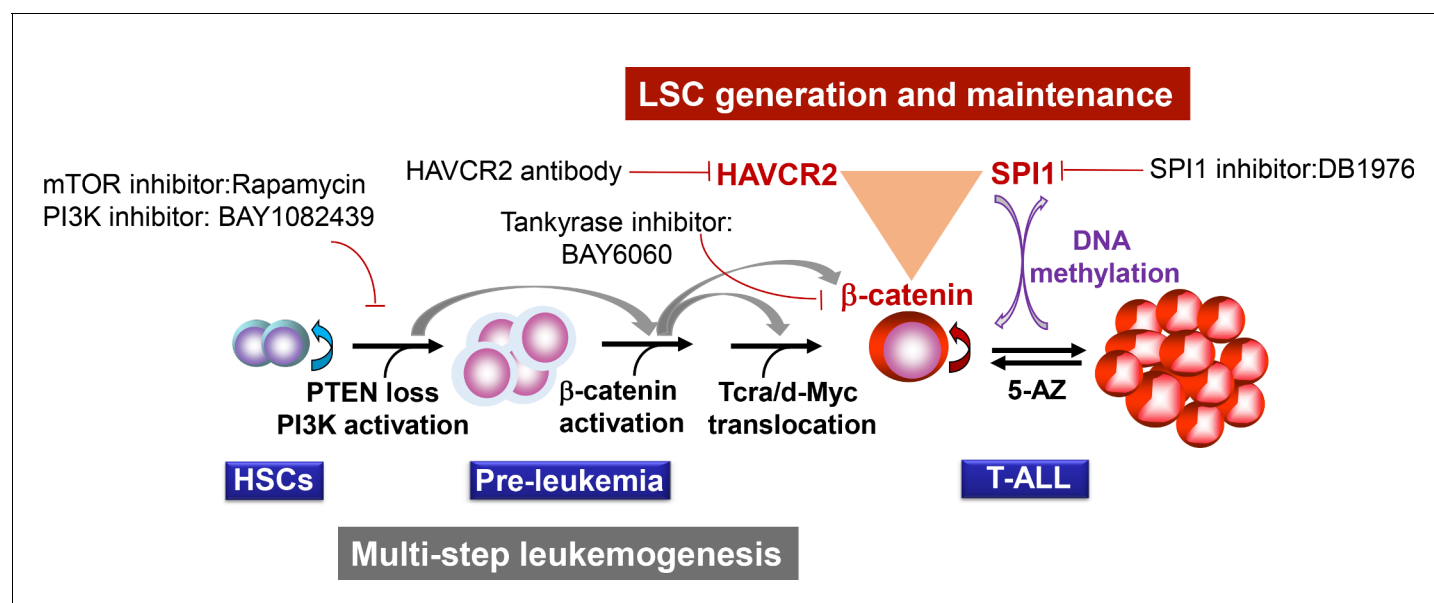 LSC generation and maintenance
HAVCR2 antibody
HAVCR2
SPI1
SPI1 inhibitor:DB1976
mTOR inhibitor:Rapamycin
PI3K inhibitor: BAY1082439
Tankyrase inhibitor:
BAY6060
DNA
methylation
β-catenin
PTEN loss
PI3K activation
β-catenin
activation
Tcra/d-Myc
translocation
5-AZ
HSCs
Pre-leukemia
T-ALL
Multi-step leukemogenesis